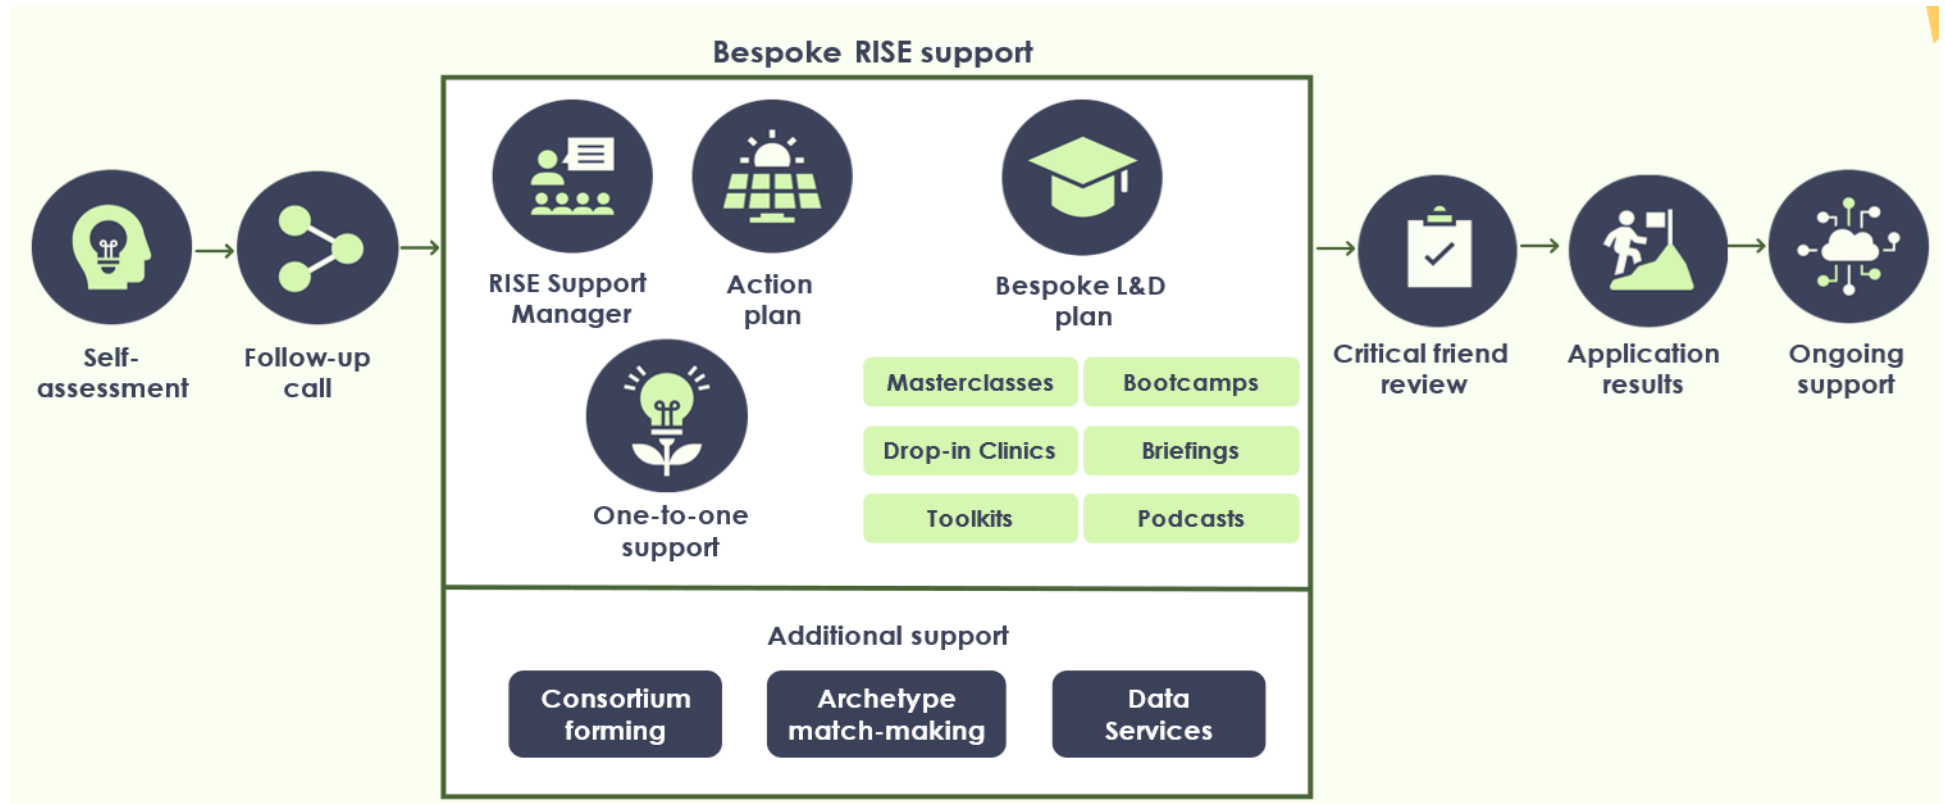 Bespoke RISE support
Self-
assessment
Follow-up
call
RISE Support
Manager
Action
plan
Bespoke L&D
plan
One-to-one
support
Masterclasses
Bootcamps
Drop-in Clinics
Briefings
Toolkits
Podcasts
Additional support
Consortium
forming
Archetype
match-making
Data
Services
Critical friend
review
Application
results
Ongoing
support